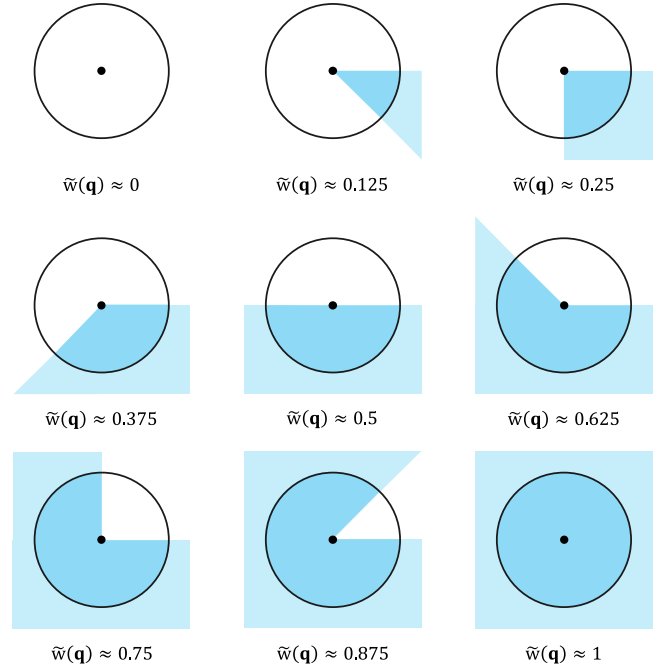 w̃(𝐪) ≈ 0
w̃(𝐪) ≈ 0.125
w̃(𝐪) ≈ 0.25
w̃(𝐪) ≈ 0.375
w̃(𝐪) ≈ 0.5
w̃(𝐪) ≈ 0.625
w̃(𝐪) ≈ 0.75
w̃(𝐪) ≈ 0.875
w̃(𝐪) ≈ 1